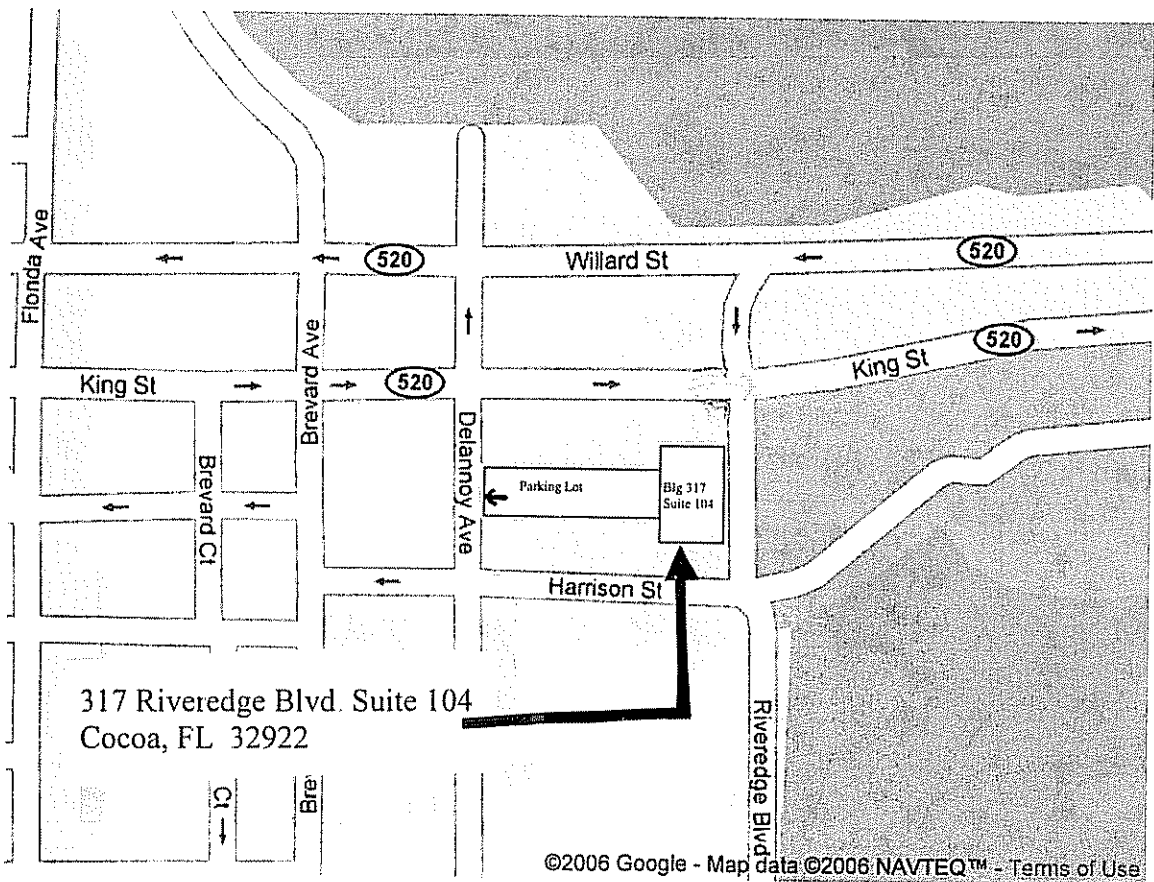 Florida Ave
520
Willard St
520
Brevard Ave
King St
520
King St
520
Brevard Ct
Delannoy Ave
Parking Lot
Blg 317
Suite 104
Harrison St
317 Riveredge Blvd. Suite 104
Cocoa, FL 32922
Riveredge Blvd
Ct
Bre
©2006 Google - Map data ©2006 NAVTEQ™ - Terms of Use